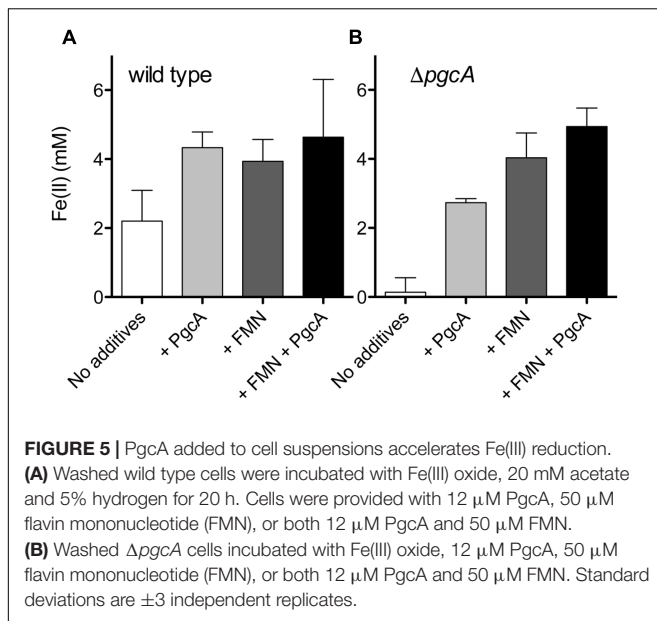 A
B
wild type
ΔpgcA
Fe(II) (mM)
6
4
2
0
6
4
2
0
No additives
+ PgcA
+ FMN
+ FMN + PgcA
No additives
+ PgcA
+ FMN
+ FMN + PgcA
FIGURE 5 | PgcA added to cell suspensions accelerates Fe(III) reduction.
(A) Washed wild type cells were incubated with Fe(III) oxide, 20 mM acetate
and 5% hydrogen for 20 h. Cells were provided with 12 μM PgcA, 50 μM
flavin mononucleotide (FMN), or both 12 μM PgcA and 50 μM FMN.
(B) Washed ΔpgcA cells incubated with Fe(III) oxide, 12 μM PgcA, 50 μM
flavin mononucleotide (FMN), or both 12 μM PgcA and 50 μM FMN. Standard
deviations are ±3 independent replicates.